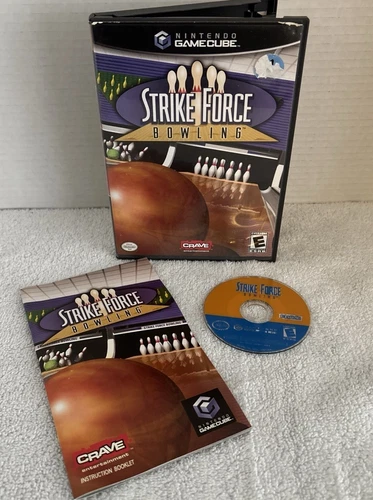 NINTENDO
GAMECUBE
STRIKE FORCE
BOWLING
CRAVE
E
STRIKE FORCE
BOWLING
STRIKE FORCE
BOWLING
CRAVE
entertainment
INSTRUCTION BOOKLET
NINTENDO
GAMECUBE